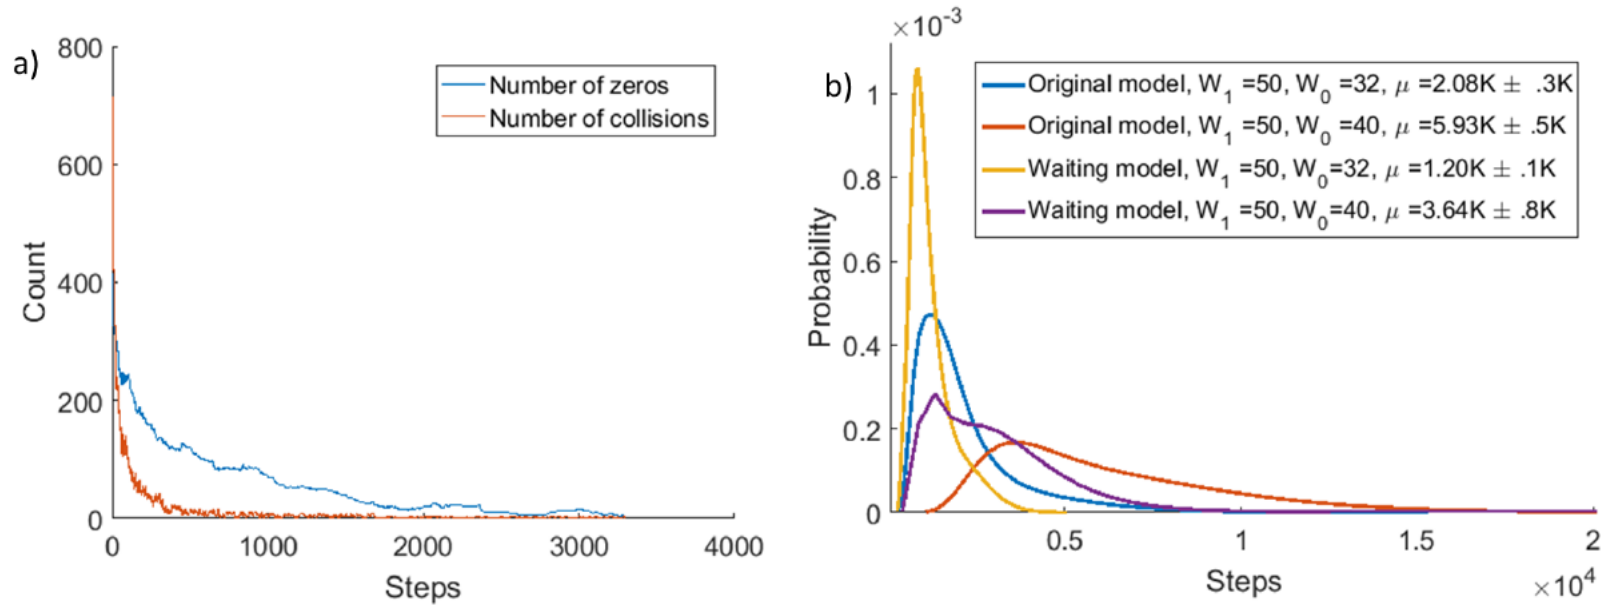 a)
800
600
400
200
0
Count
0 1000 2000 3000 4000
Steps
Number of zeros
Number of collisions
b)
×10⁻³
1
0.8
0.6
0.4
0.2
0
Probability
0.5 1 1.5 2
Steps
×10⁴
Original model, W₁ =50, W₀ =32, μ =2.08K ± .3K
Original model, W₁ =50, W₀ =40, μ =5.93K ± .5K
Waiting model, W₁ =50, W₀=32, μ =1.20K ± .1K
Waiting model, W₁ =50, W₀=40, μ =3.64K ± .8K